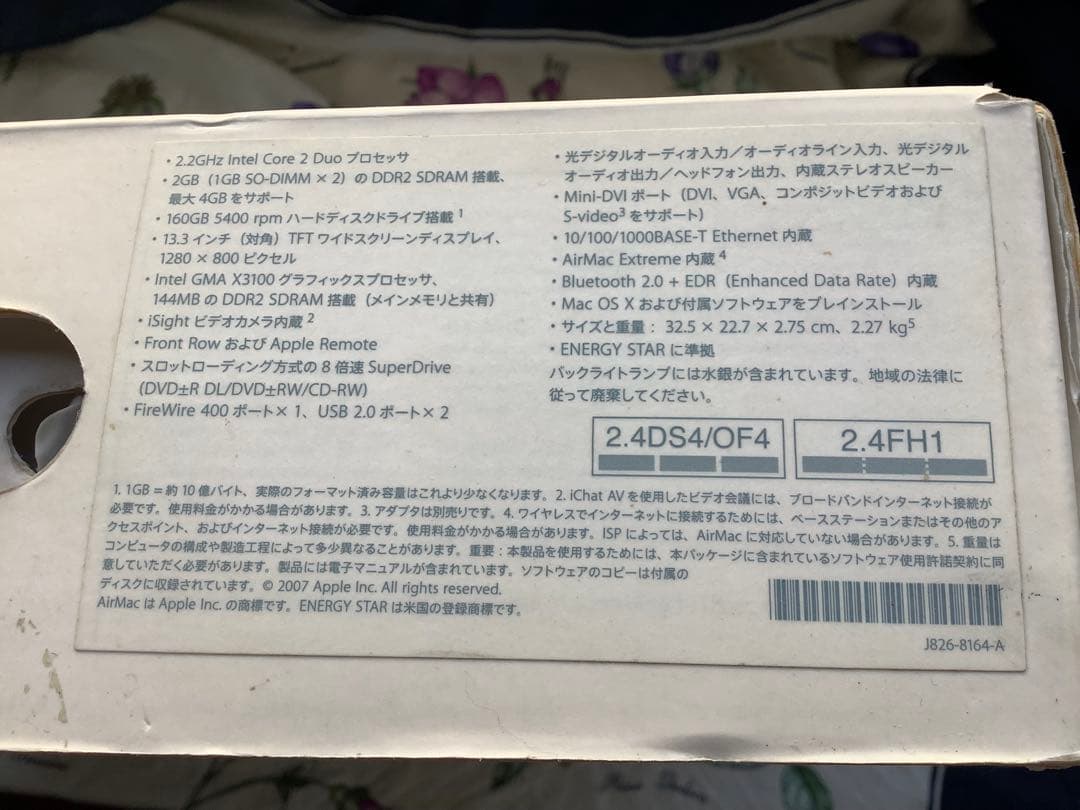 ・2.2GHz Intel Core 2 Duo プロセッサ
・2GB（1GB SO-DIMM × 2）の DDR2 SDRAM 搭載、
最大 4GB をサポート
・160GB 5400 rpm ハードディスクドライブ搭載 1
・13.3 インチ（対角）TFT ワイドスクリーンディスプレイ、
1280 × 800 ピクセル
・Intel GMA X3100 グラフィックスプロセッサ、
144MB の DDR2 SDRAM 搭載（メインメモリと共有）
・iSight ビデオカメラ内蔵 2
・Front Row および Apple Remote
・スロットローディング方式の 8 倍速 SuperDrive
(DVD±R DL/DVD±RW/CD-RW)
・FireWire 400 ポート× 1、USB 2.0 ポート× 2
・光デジタルオーディオ入力／オーディオライン入力、光デジタル
オーディオ出力／ヘッドフォン出力、内蔵ステレオスピーカー
・Mini-DVI ポート（DVI、VGA、コンポジットビデオおよび
S-video3 をサポート）
・10/100/1000BASE-T Ethernet 内蔵
・AirMac Extreme 内蔵 4
・Bluetooth 2.0 + EDR（Enhanced Data Rate）内蔵
・Mac OS X および付属ソフトウェアをプレインストール
・サイズと重量： 32.5 × 22.7 × 2.75 cm、2.27 kg5
・ENERGY STAR に準拠
バックライトランプには水銀が含まれています。地域の法律に
従って廃棄してください。
2.4DS4/OF4
2.4FH1
1. 1GB = 約 10 億バイト、実際のフォーマット済み容量はこれより少なくなります。2. iChat AV を使用したビデオ会議には、ブロードバンドインターネット接続が
必要です。使用料金がかかる場合があります。3. アダプタは別売りです。4. ワイヤレスでインターネットに接続するためには、ベースステーションまたはその他のア
クセスポイント、およびインターネット接続が必要です。使用料金がかかる場合があります。ISP によっては、AirMac に対応していない場合があります。5. 重量は
コンピュータの構成や製造工程によって多少異なることがあります。重要：本製品を使用するためには、本パッケージに含まれているソフトウェア使用許諾契約に同
意していただく必要があります。製品には電子マニュアルが含まれています。ソフトウェアのコピーは付属の
ディスクに収録されています。© 2007 Apple Inc. All rights reserved.
AirMac は Apple Inc. の商標です。ENERGY STAR は米国の登録商標です。
J826-8164-A